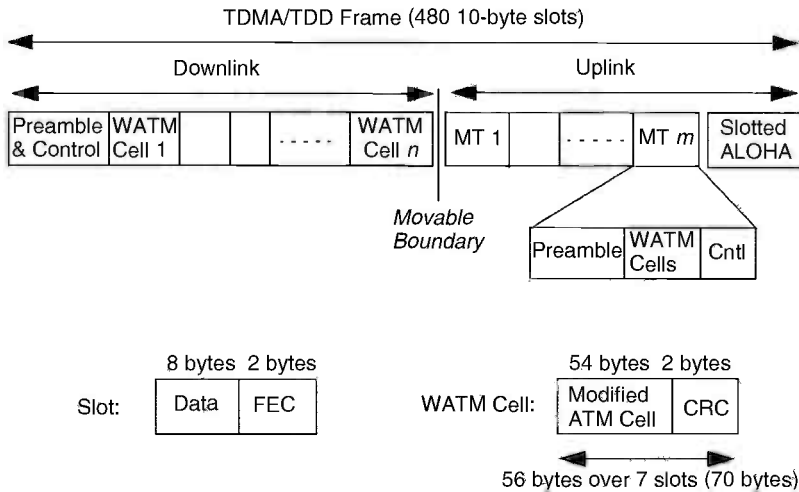 TDMA/TDD Frame (480 10-byte slots)
Downlink
Uplink
Preamble & Control
WATM Cell 1
.....
WATM Cell n
MT 1
.....
MT m
Slotted ALOHA
Movable Boundary
Preamble
WATM Cells
Cntl
8 bytes 2 bytes
Slot:
Data
FEC
54 bytes 2 bytes
WATM Cell:
Modified ATM Cell
CRC
56 bytes over 7 slots (70 bytes)